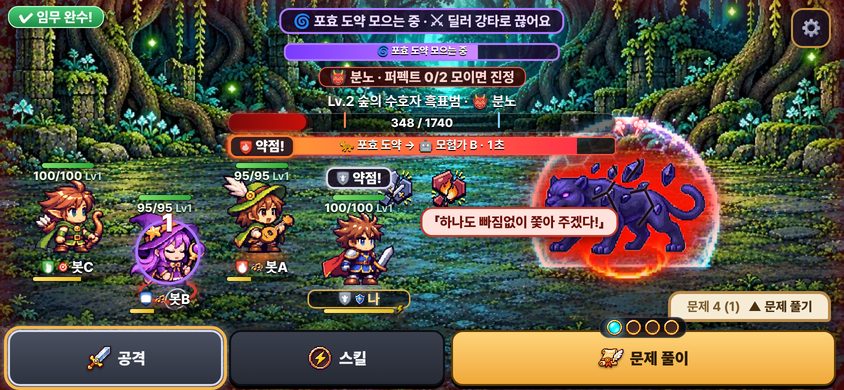 ✓ 임무 완수!
🌀 포효 도약 모으는 중 · ⚔ 딜러 강타로 끊어요
🌀 포효 도약 모으는 중
👹 분노 · 퍼펙트 0/2 모이면 진정
Lv.2 숲의 수호자 흑표범 · 👹 분노
348 / 1740
약점!
🐆 포효 도약 → 🤖 모험가 B · 1초
100/100 Lv1
95/95 Lv1
약점!
95/95 Lv1
1
100/100 Lv1
『하나도 빠짐없이 쫓아 주겠다!』
봇C
봇B
봇A
나
문제 4 (1) ▲ 문제 풀기
공격
스킬
문제 풀이